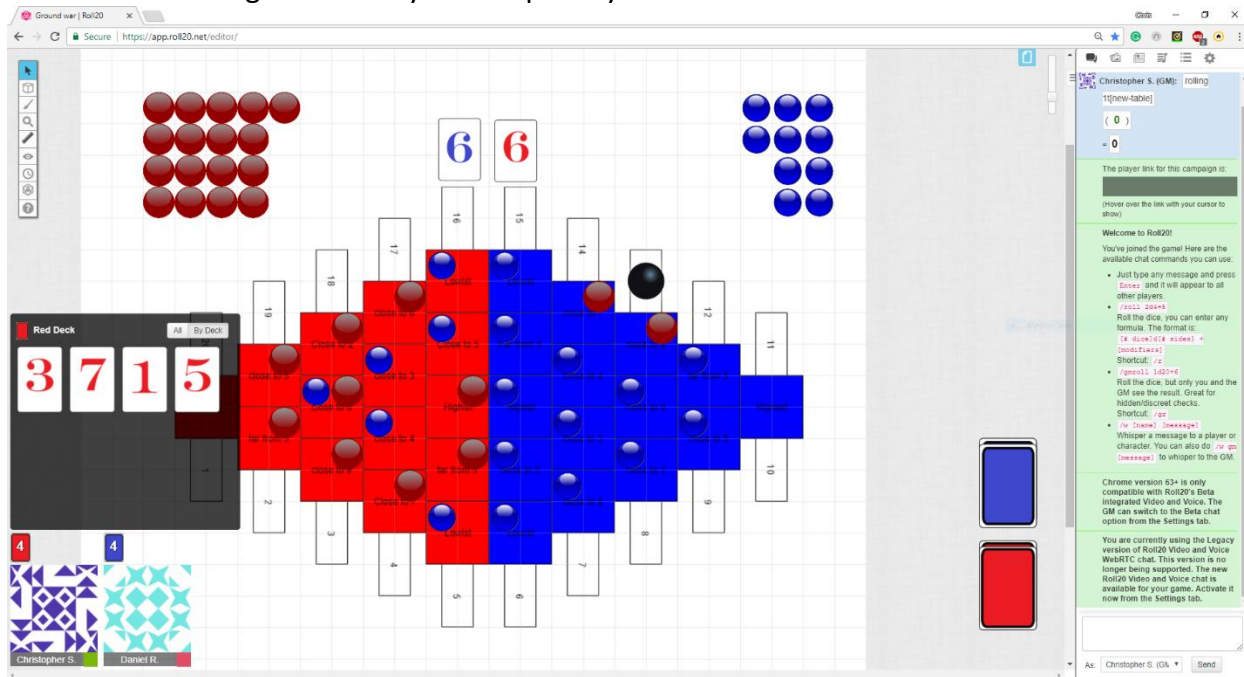 Ground war | Roll20
Chris
Secure | https://app.roll20.net/editor/
Christopher S. (GM): rolling
1t[new-table]
( 0 )
= 0
The player link for this campaign is:
(Hover over the link with your cursor to
show)
Welcome to Roll20!
You've joined the game! Here are the
available chat commands you can use:
Just type any message and press
Enter and it will appear to all
other players.
/roll 2d4+5
Roll the dice, you can enter any
formula. The format is:
[# dice]d[# sides] +
[modifiers]
Shortcut: /r
/gmroll 1d20+6
Roll the dice, but only you and the
GM see the result. Great for
hidden/discreet checks.
Shortcut: /gr
/w [name] [message]
Whisper a message to a player or
character. You can also do /w gm
[message] to whisper to the GM.
Chrome version 63+ is only
compatible with Roll20's Beta
integrated Video and Voice. The
GM can switch to the Beta chat
option from the Settings tab.
You are currently using the Legacy
version of Roll20 Video and Voice
WebRTC chat. This version is no
longer being supported. The new
Roll20 Video and Voice chat is
available for your game. Activate it
now from the Settings tab.
As: Christopher S. (GM
Send
6 6
16 15
17 14
18
12
19
11
Red Deck
All By Deck
3 7 1 5
close to 3
Highest
close to 4
1 10
2 9
3 8
4 7
5 6
4 4
Christopher S. Daniel R.